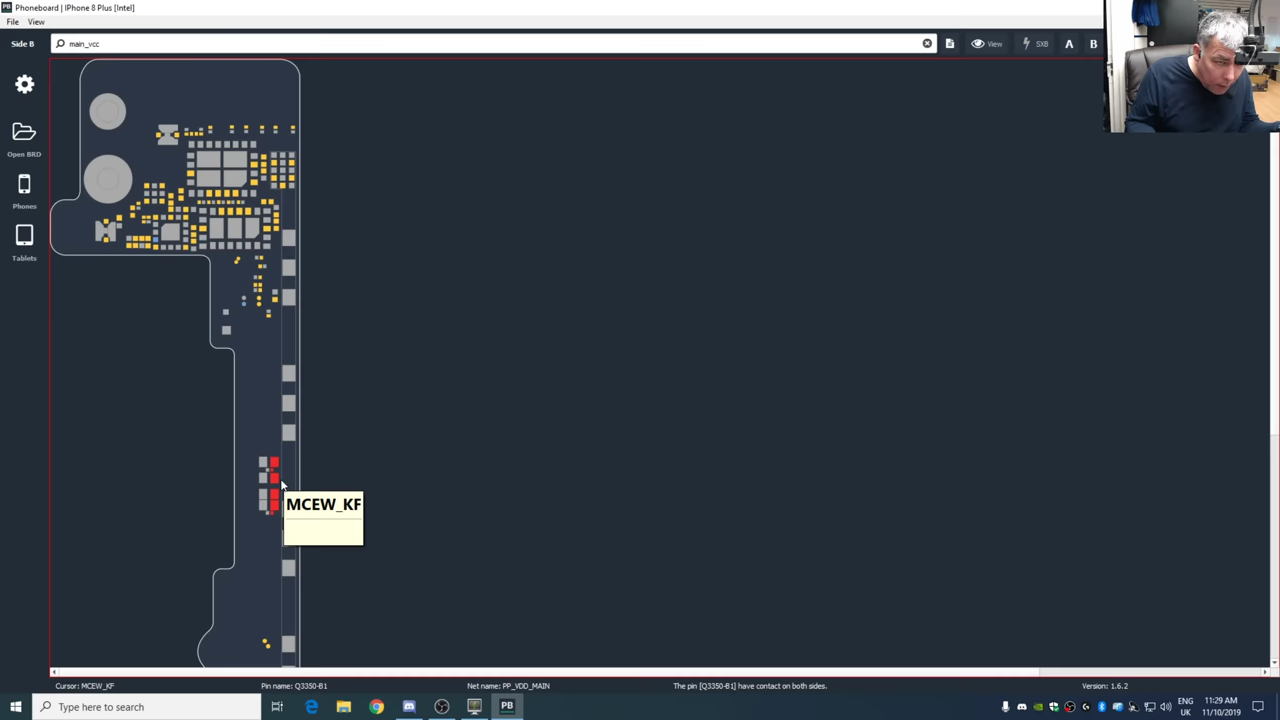 PB Phoneboard | IPhone 8 Plus [Intel]
File View
Side B main_vcc View SXB A B
Open BRD
Phones
Tablets
MCEW_KF
Cursor: MCEW_KF Pin name: Q3350-B1 Net name: PP_VDD_MAIN The pin [Q3350-B1] have contact on both sides. Version: 1.6.2
Type here to search PB ENG 11:29 AM
UK 11/10/2019